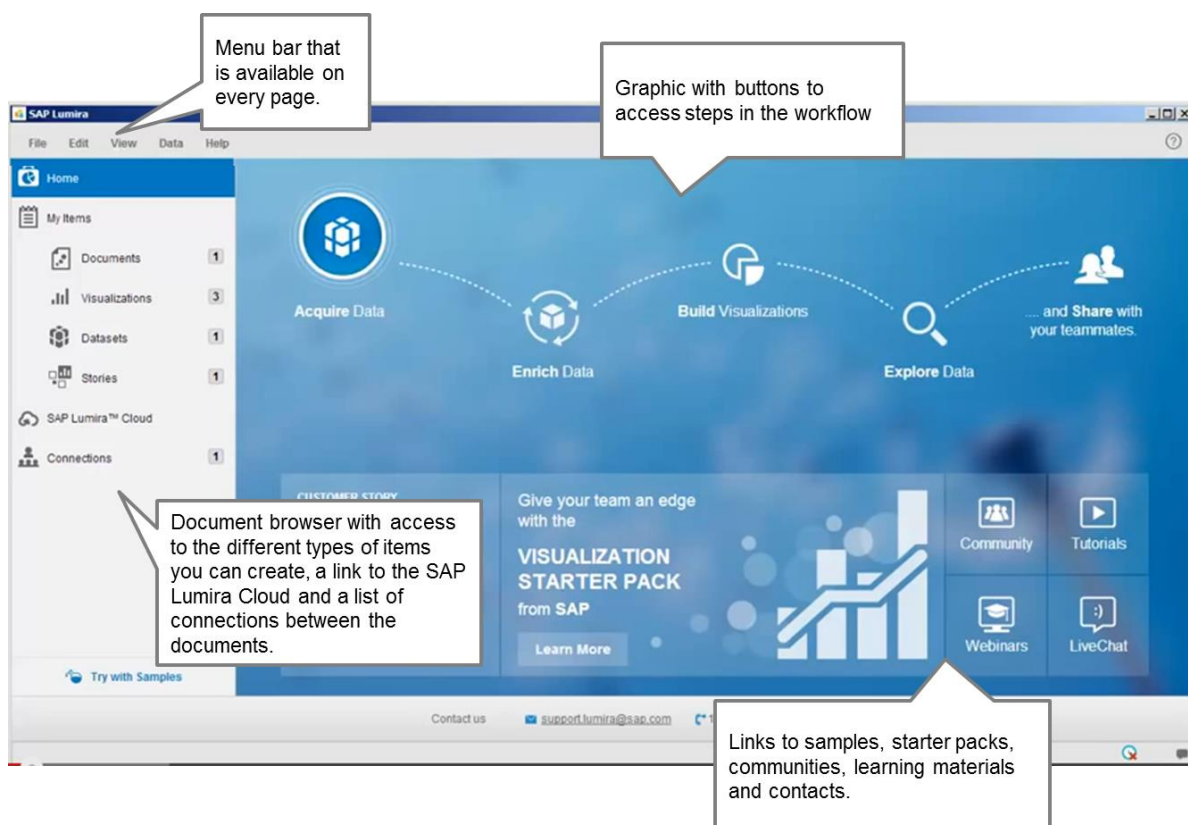 Menu bar that
is available on
every page.
Graphic with buttons to
access steps in the workflow
SAP Lumira
File Edit View Data Help
Home
My Items
Documents 1
Visualizations 3
Datasets 1
Stories 1
SAP Lumira™ Cloud
Connections 1
Acquire Data
Enrich Data
Build Visualizations
Explore Data
.... and Share with
your teammates.
CUSTOMER STORY
Document browser with access
to the different types of items
you can create, a link to the SAP
Lumira Cloud and a list of
connections between the
documents.
Give your team an edge
with the
VISUALIZATION
STARTER PACK
from SAP
Learn More
Community
Tutorials
Webinars
LiveChat
Try with Samples
Contact us support.lumira@sap.com
Links to samples, starter packs,
communities, learning materials
and contacts.